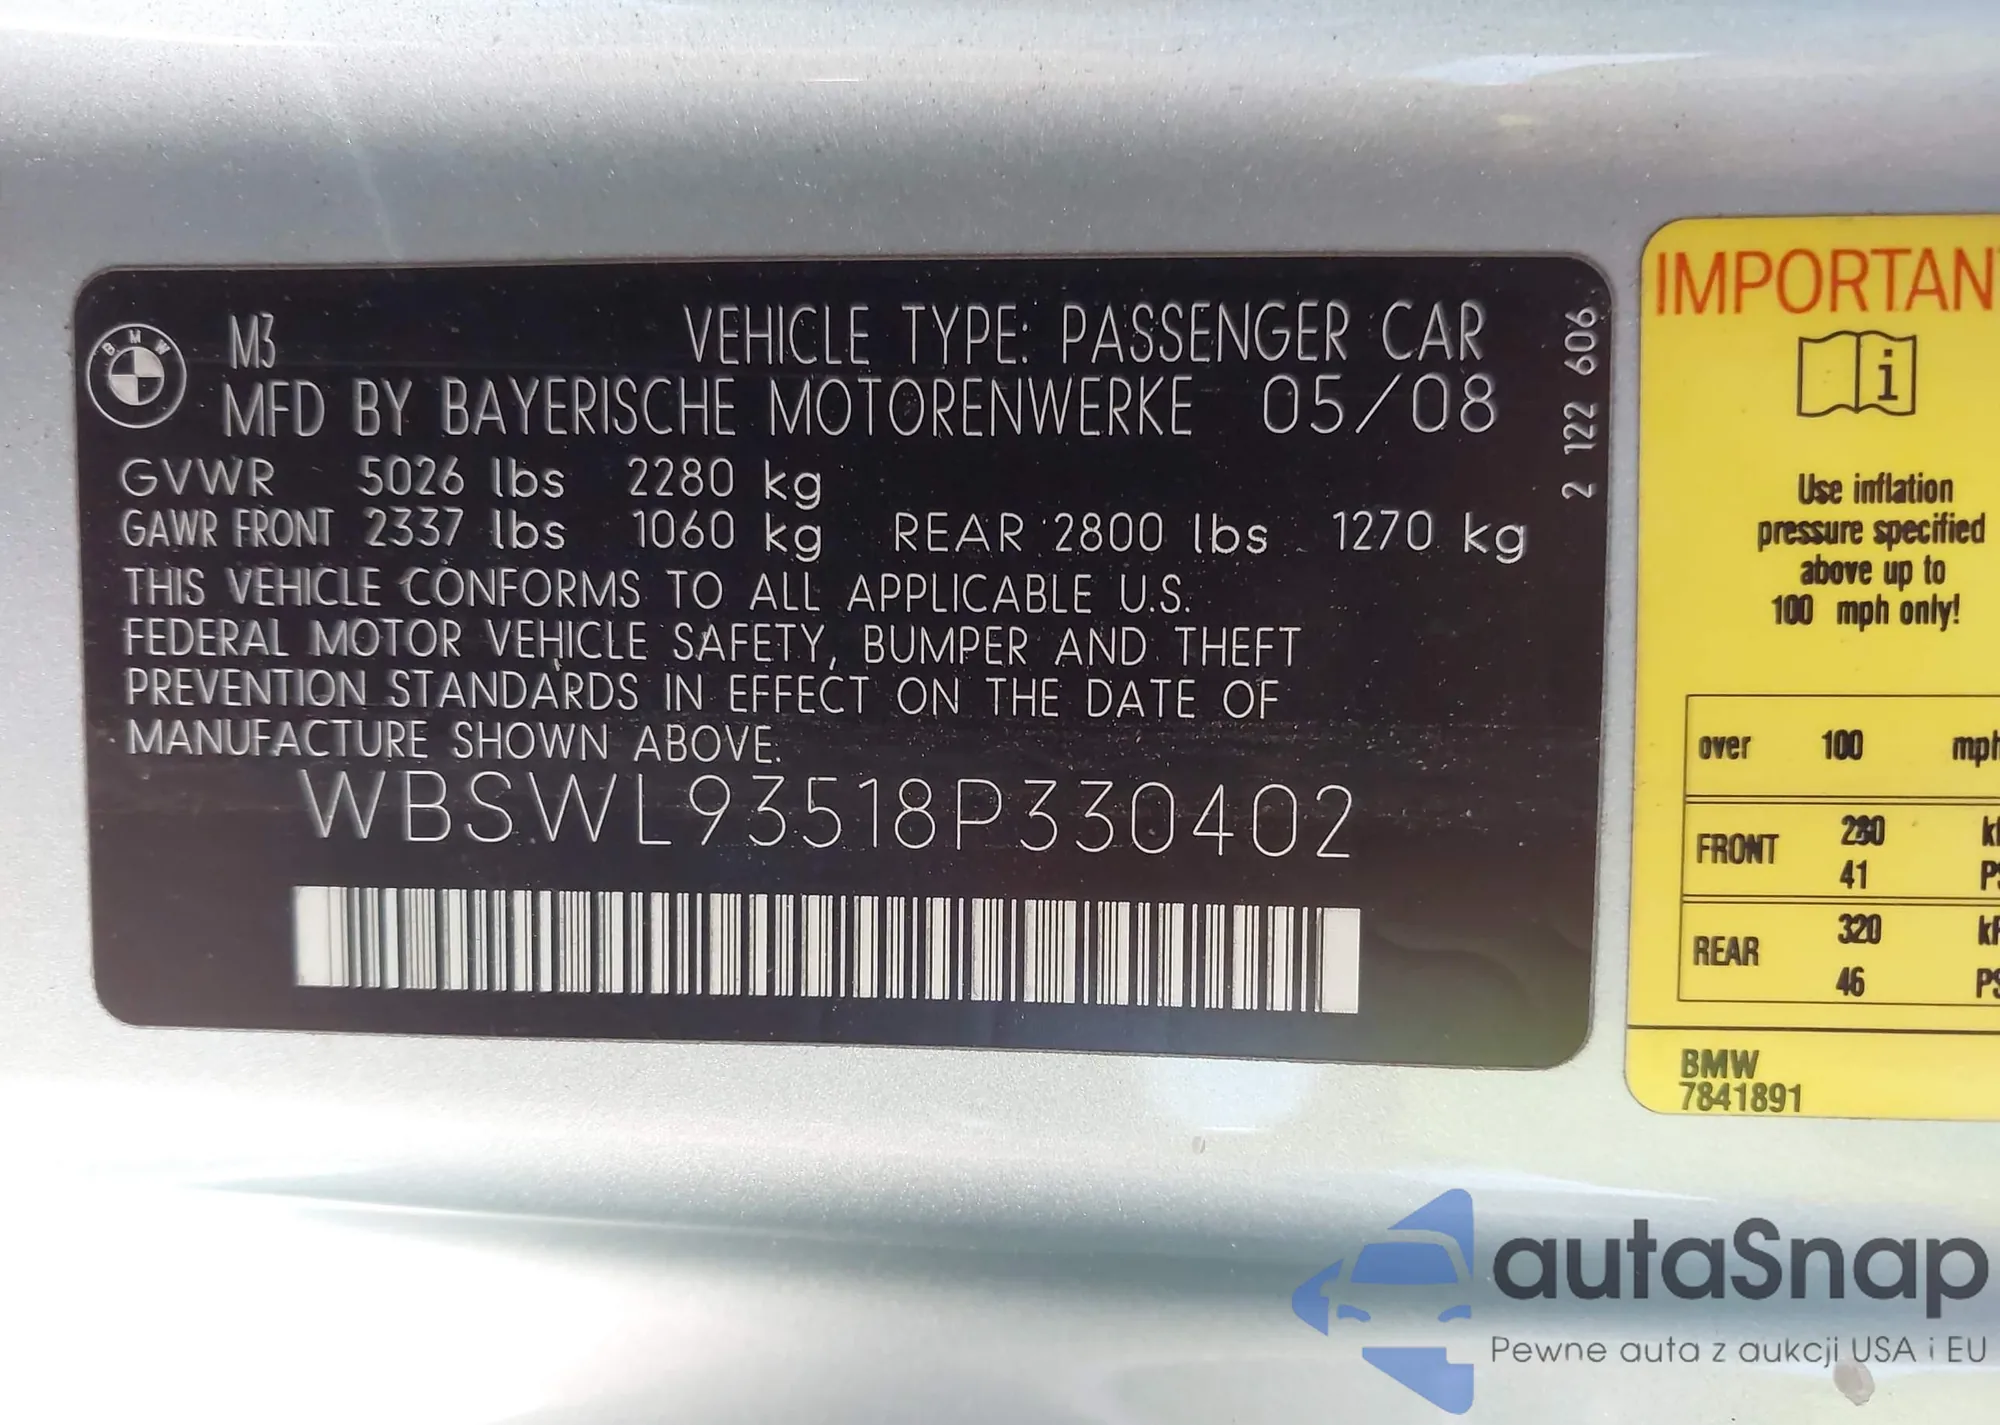 BMW
M3 VEHICLE TYPE: PASSENGER CAR
MFD BY BAYERISCHE MOTORENWERKE 05/08
GVWR 5026 lbs 2280 kg
GAWR FRONT 2337 lbs 1060 kg REAR 2800 lbs 1270 kg
THIS VEHICLE CONFORMS TO ALL APPLICABLE U.S.
FEDERAL MOTOR VEHICLE SAFETY, BUMPER AND THEFT
PREVENTION STANDARDS IN EFFECT ON THE DATE OF
MANUFACTURE SHOWN ABOVE.
WBSWL93518P330402
2 122 606
IMPORTANT
i
Use inflation
pressure specified
above up to
100 mph only!
over 100 mph
FRONT 280
41
REAR 320
46
BMW
7841891
autaSnap
Pewne auta z aukcji USA i EU